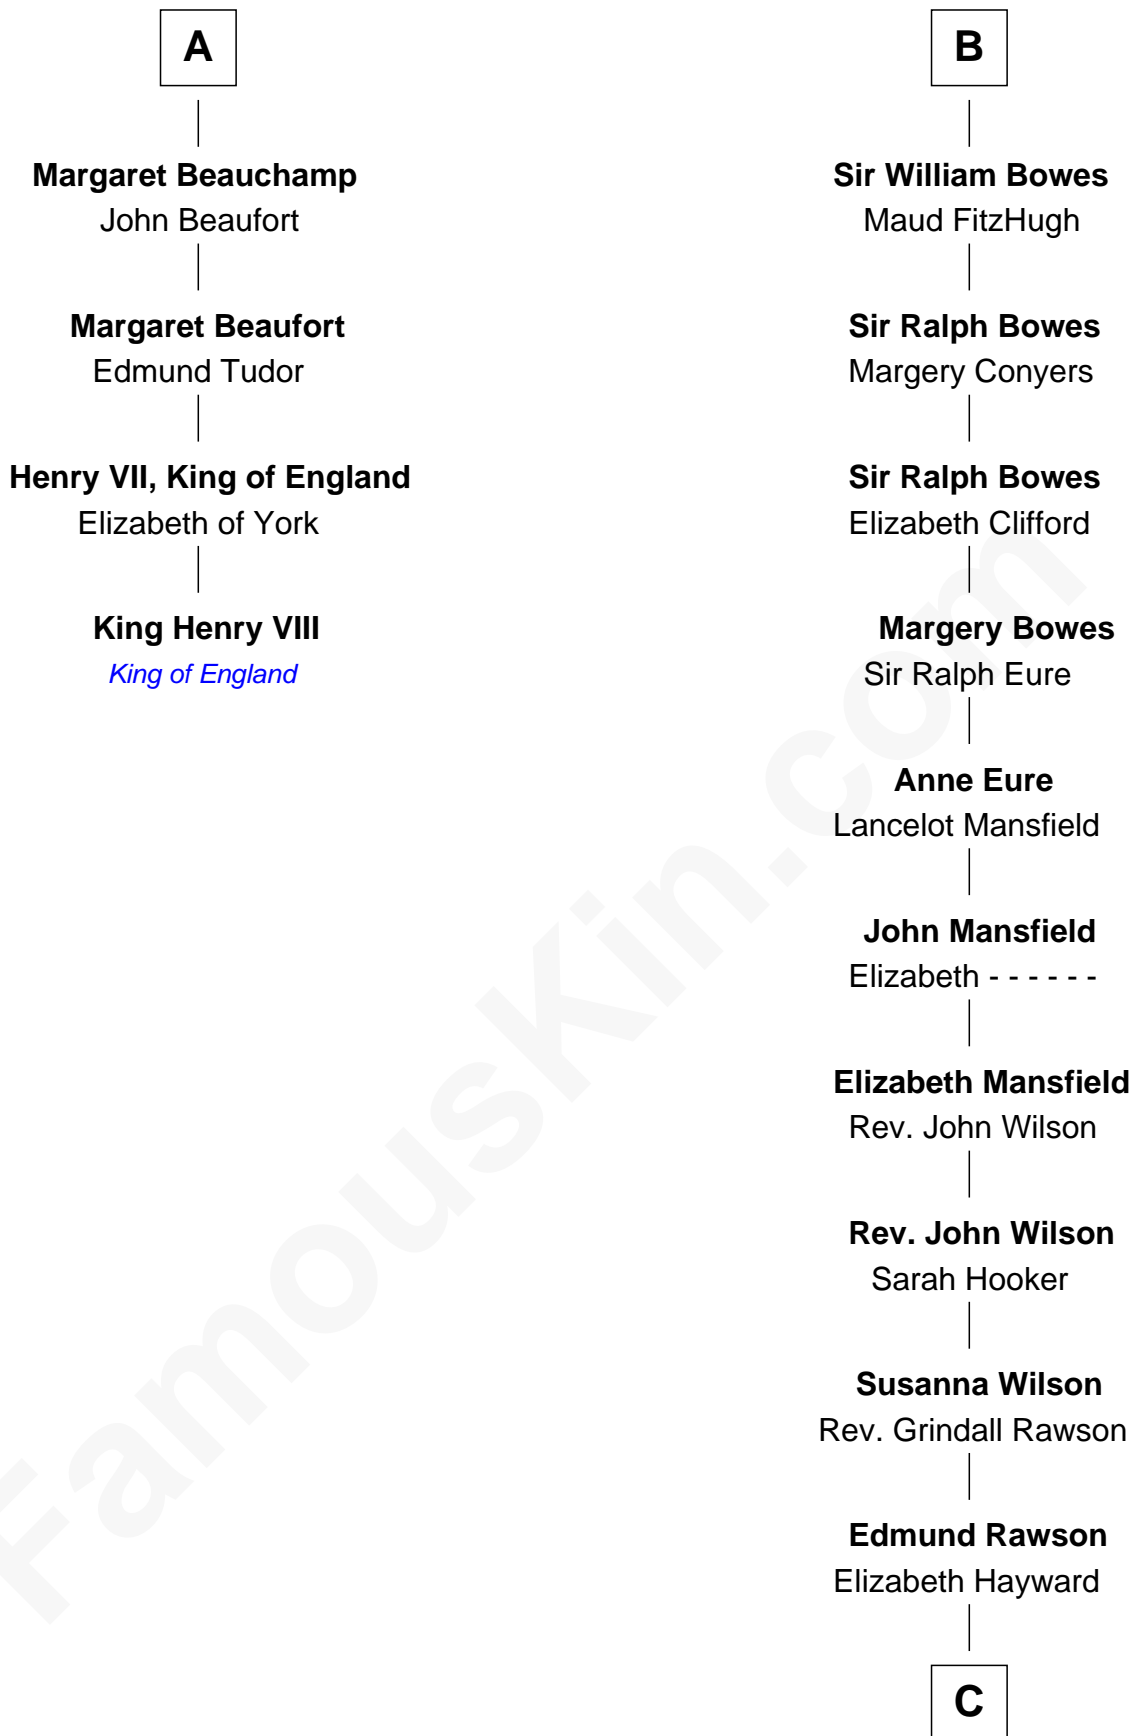 A
Margaret Beauchamp
John Beaufort
Margaret Beaufort
Edmund Tudor
Henry VII, King of England
Elizabeth of York
King Henry VIII
King of England
B
Sir William Bowes
Maud FitzHugh
Sir Ralph Bowes
Margery Conyers
Sir Ralph Bowes
Elizabeth Clifford
Margery Bowes
Sir Ralph Eure
Anne Eure
Lancelot Mansfield
John Mansfield
Elizabeth - - - - - -
Elizabeth Mansfield
Rev. John Wilson
Rev. John Wilson
Sarah Hooker
Susanna Wilson
Rev. Grindall Rawson
Edmund Rawson
Elizabeth Hayward
C
FamousKin.com